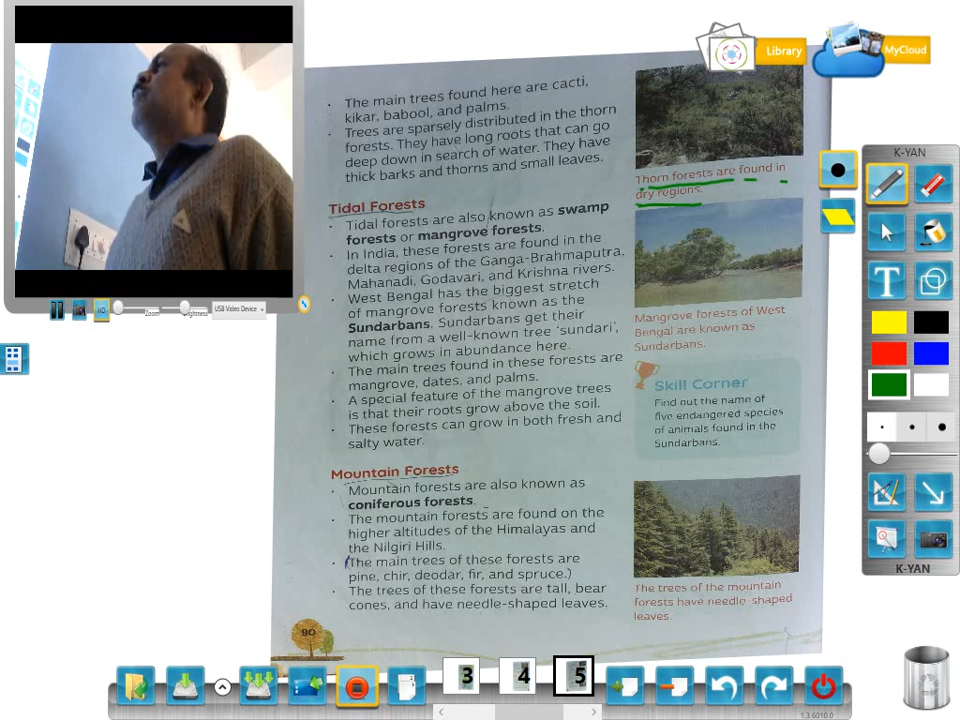 Library
MyCloud
· The main trees found here are cacti,
kikar, babool, and palms.
· Trees are sparsely distributed in the thorn
forests. They have long roots that can go
deep down in search of water. They have
thick barks and thorns and small leaves.
Thorn forests are found in
dry regions.
Tidal Forests
· Tidal forests are also known as swamp
forests or mangrove forests.
· In India, these forests are found in the
delta regions of the Ganga-Brahmaputra,
Mahanadi, Godavari, and Krishna rivers.
· West Bengal has the biggest stretch
of mangrove forests known as the
Sundarbans. Sundarbans get their
name from a well-known tree 'sundari',
which grows in abundance here.
· The main trees found in these forests are
mangrove, dates, and palms.
· A special feature of the mangrove trees
is that their roots grow above the soil.
· These forests can grow in both fresh and
salty water.
Mangrove forests of West
Bengal are known as
Sundarbans.
Skill Corner
Find out the name of
five endangered species
of animals found in the
Sundarbans.
Mountain Forests
· Mountain forests are also known as
coniferous forests.
· The mountain forests are found on the
higher altitudes of the Himalayas and
the Nilgiri Hills.
· (The main trees of these forests are
pine, chir, deodar, fir, and spruce.)
· The trees of these forests are tall, bear
cones, and have needle-shaped leaves.
The trees of the mountain
forests have needle-shaped
leaves.
90
HQ
Zoom
USB Video Device
K-YAN
T
K-YAN
3
4
5
1.3.6010.0